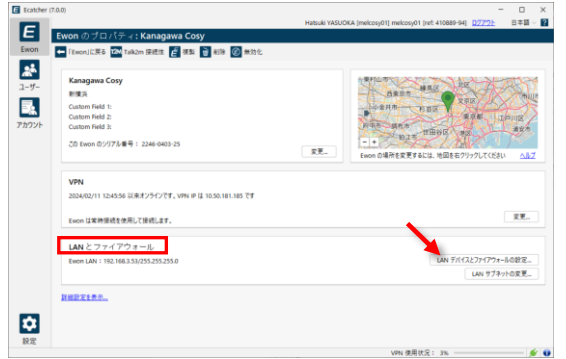 Ecatcher (7.0.0)
Hatsuki YASUOKA [melcosy01] melcosy01 [ref: 410889-94] ログアウト 日本語
Ewon のプロパティ: Kanagawa Cosy
「Ewon」に戻る Talk2m 接続性 複製 削除 無効化
Ewon
ユーザー
アカウント
設定
Kanagawa Cosy
新横浜
Custom Field 1:
Custom Field 2:
Custom Field 3:
この Ewon のシリアル番号： 2246-0403-25
変更...
Ewon の場所を変更するには、地図を右クリックしてください ヘルプ
VPN
2024/02/11 12:45:56 以来オンラインです。VPN IP は 10.50.181.185 です
Ewon は常時接続を使用して接続します。
変更...
LAN とファイアウォール
Ewon LAN：192.168.3.53/255.255.255.0
LAN デバイスとファイアウォールの設定...
LAN サブネットの変更...
詳細設定を表示...
VPN 使用状況： 3%